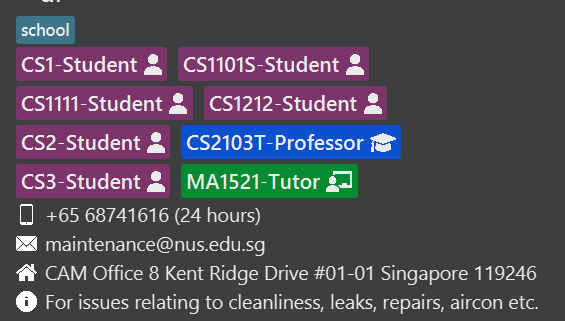 school
CS1-Student CS1101S-Student
CS1111-Student CS1212-Student
CS2-Student CS2103T-Professor
CS3-Student MA1521-Tutor
+65 68741616 (24 hours)
maintenance@nus.edu.sg
CAM Office 8 Kent Ridge Drive #01-01 Singapore 119246
For issues relating to cleanliness, leaks, repairs, aircon etc.